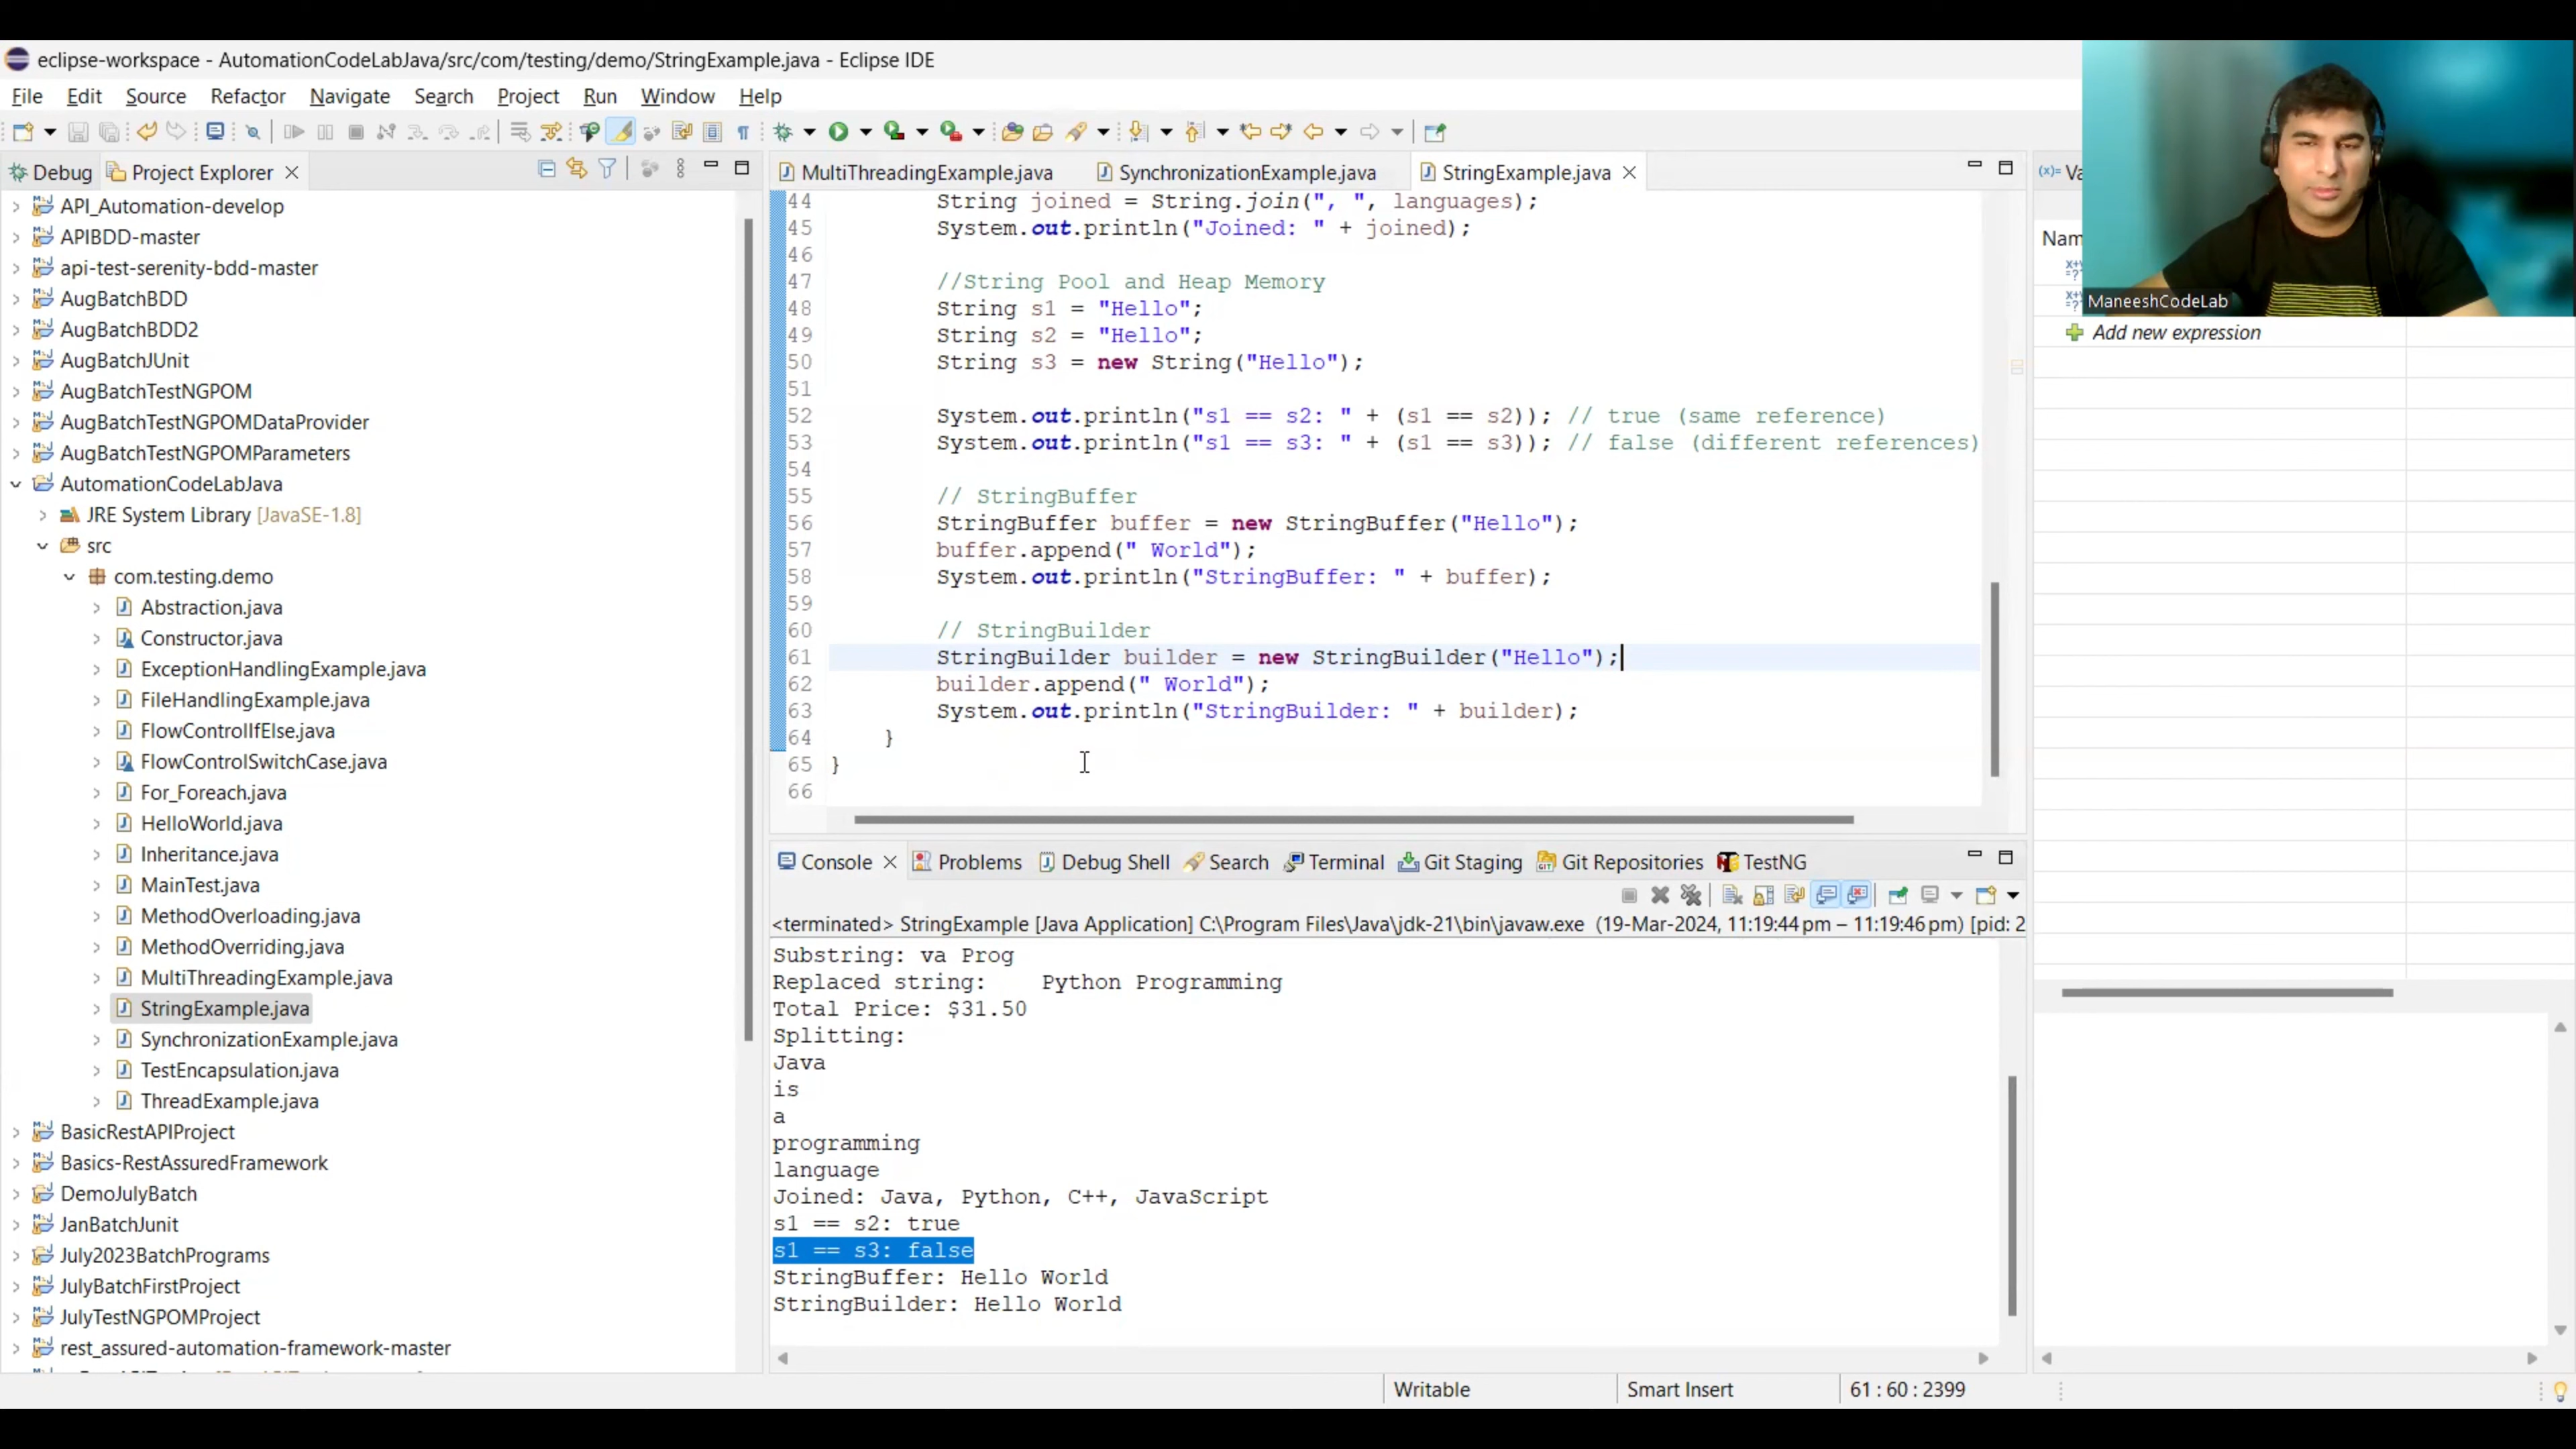 eclipse-workspace - AutomationCodeLabJava/src/com/testing/demo/StringExample.java - Eclipse IDE
File Edit Source Refactor Navigate Search Project Run Window Help
Debug Project Explorer
API_Automation-develop
APIBDD-master
api-test-serenity-bdd-master
AugBatchBDD
AugBatchBDD2
AugBatchJUnit
AugBatchTestNGPOM
AugBatchTestNGPOMDataProvider
AugBatchTestNGPOMParameters
AutomationCodeLabJava
JRE System Library [JavaSE-1.8]
src
com.testing.demo
Abstraction.java
Constructor.java
ExceptionHandlingExample.java
FileHandlingExample.java
FlowControlIfElse.java
FlowControlSwitchCase.java
For_Foreach.java
HelloWorld.java
Inheritance.java
MainTest.java
MethodOverloading.java
MethodOverriding.java
MultiThreadingExample.java
StringExample.java
SynchronizationExample.java
TestEncapsulation.java
ThreadExample.java
BasicRestAPIProject
Basics-RestAssuredFramework
DemoJulyBatch
JanBatchJunit
July2023BatchPrograms
JulyBatchFirstProject
JulyTestNGPOMProject
rest_assured-automation-framework-master
MultiThreadingExample.java SynchronizationExample.java StringExample.java
44 String joined = String.join(", ", languages);
45 System.out.println("Joined: " + joined);
46
47 //String Pool and Heap Memory
48 String s1 = "Hello";
49 String s2 = "Hello";
50 String s3 = new String("Hello");
51
52 System.out.println("s1 == s2: " + (s1 == s2)); // true (same reference)
53 System.out.println("s1 == s3: " + (s1 == s3)); // false (different references)
54
55 // StringBuffer
56 StringBuffer buffer = new StringBuffer("Hello");
57 buffer.append(" World");
58 System.out.println("StringBuffer: " + buffer);
59
60 // StringBuilder
61 StringBuilder builder = new StringBuilder("Hello");
62 builder.append(" World");
63 System.out.println("StringBuilder: " + builder);
64 }
65 }
66
Console Problems Debug Shell Search Terminal Git Staging Git Repositories TestNG
<terminated> StringExample [Java Application] C:\Program Files\Java\jdk-21\bin\javaw.exe (19-Mar-2024, 11:19:44 pm – 11:19:46 pm) [pid: 2
Substring: va Prog
Replaced string:    Python Programming
Total Price: $31.50
Splitting:
Java
is
a
programming
language
Joined: Java, Python, C++, JavaScript
s1 == s2: true
s1 == s3: false
StringBuffer: Hello World
StringBuilder: Hello World
(x)= Va
Nam
ManeeshCodeLab
Add new expression
Writable Smart Insert 61 : 60 : 2399